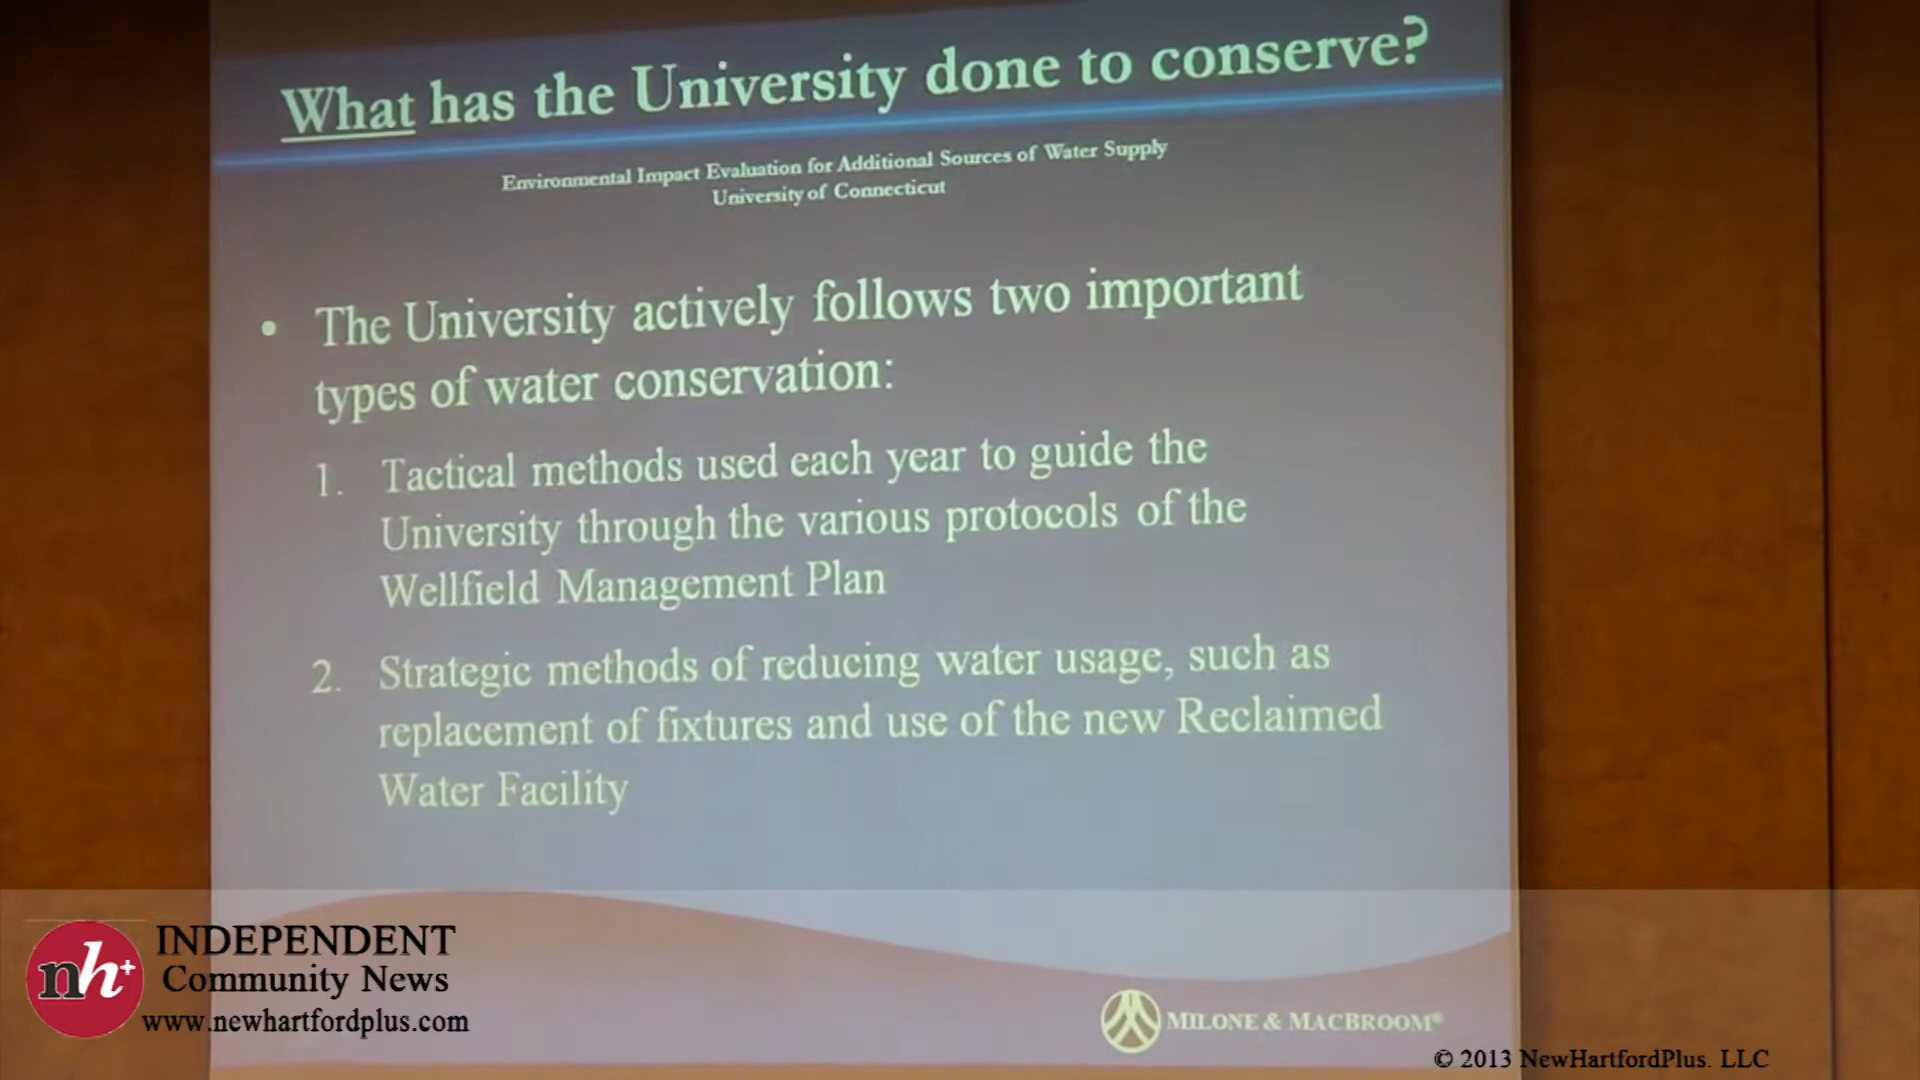 What has the University done to conserve?
Environmental Impact Evaluation for Additional Sources of Water Supply
University of Connecticut
• The University actively follows two important
types of water conservation:
1. Tactical methods used each year to guide the
University through the various protocols of the
Wellfield Management Plan
2. Strategic methods of reducing water usage, such as
replacement of fixtures and use of the new Reclaimed
Water Facility
nh+
INDEPENDENT
Community News
www.newhartfordplus.com
MILONE & MACBROOM®
© 2013 NewHartfordPlus. LLC